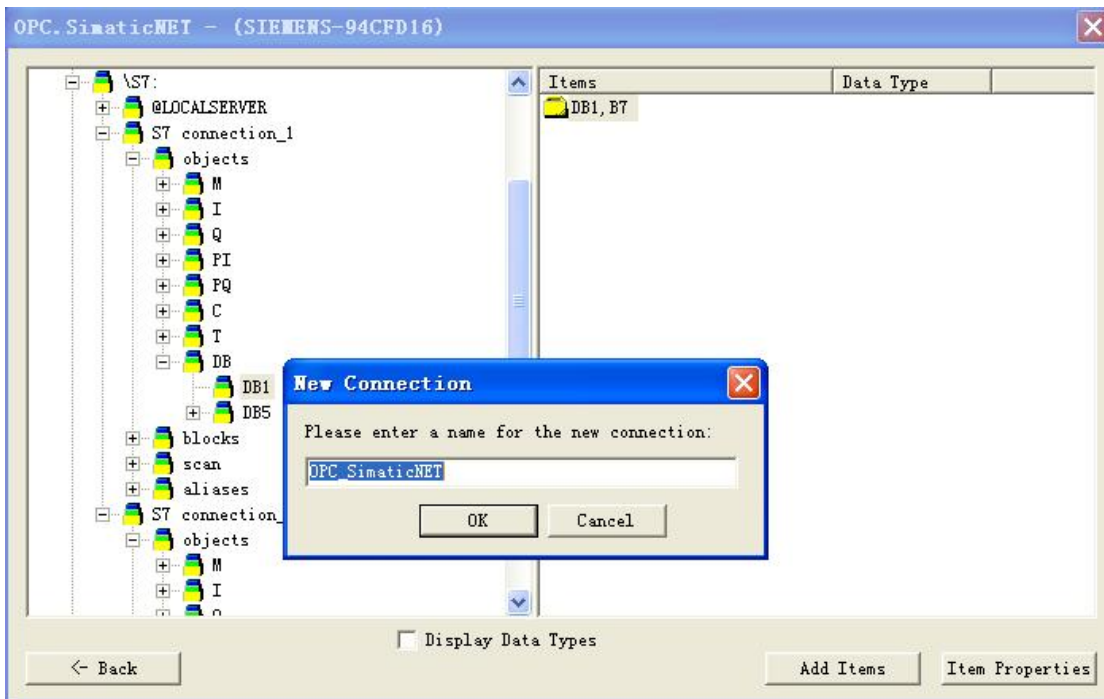 OPC.SimaticNET - (SIEMENS-94CFD16)
\S7:
@LOCALSERVER
S7 connection_1
objects
M
I
Q
PI
PQ
C
T
DB
DB1
DB5
blocks
scan
aliases
S7 connection_
objects
M
I
Items
Data Type
DB1, B7
New Connection
Please enter a name for the new connection:
OPC_SimaticNET
OK
Cancel
Display Data Types
<- Back
Add Items
Item Properties